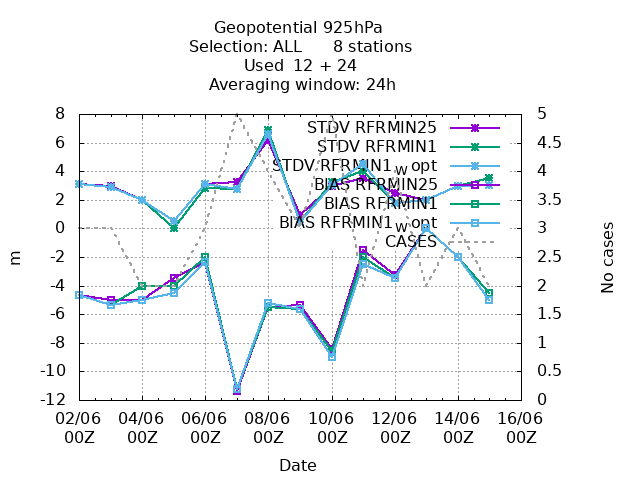 Geopotential 925hPa
Selection: ALL 8 stations
Used 12 + 24
Averaging window: 24h
8
6
4
2
0
-2
-4
-6
-8
-10
-12
m
5
4.5
4
3.5
3
2.5
2
1.5
1
0.5
0
No cases
STDV RFRMIN25
STDV RFRMIN1
STDV RFRMIN1wopt
BIAS RFRMIN25
BIAS RFRMIN1
BIAS RFRMIN1wopt
CASES
02/06 04/06 06/06 08/06 10/06 12/06 14/06 16/06
00Z 00Z 00Z 00Z 00Z 00Z 00Z 00Z
Date